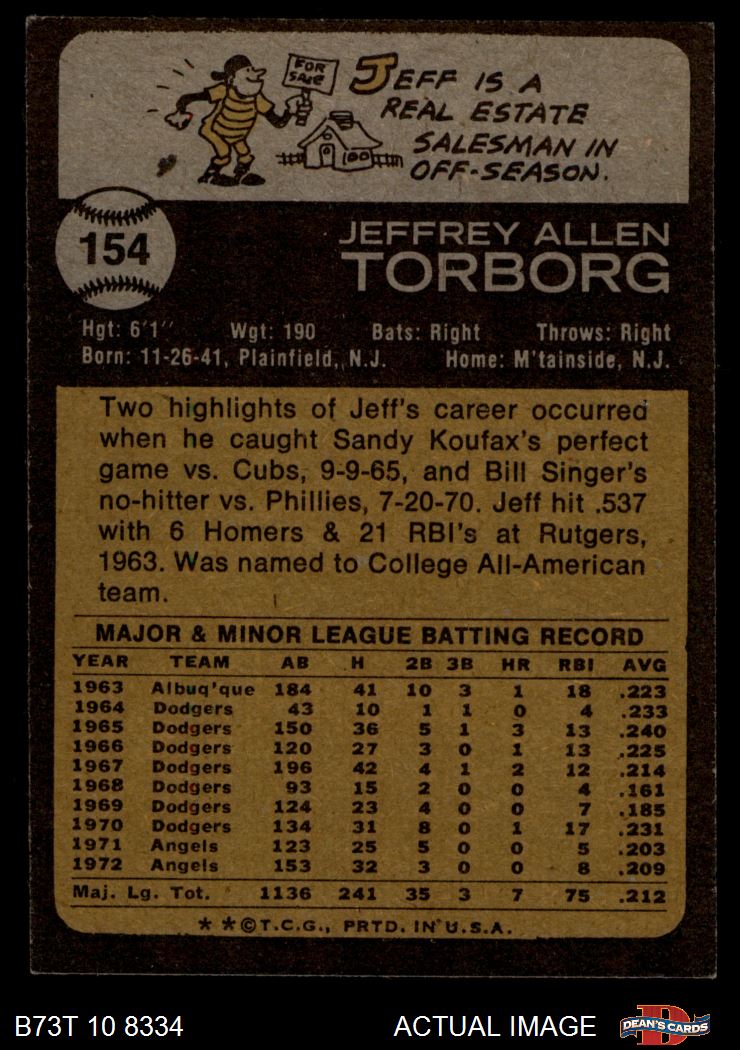 FOR
SALE
JEFF IS A
REAL ESTATE
SALESMAN IN
OFF-SEASON.
154
JEFFREY ALLEN
TORBORG
Hgt: 6'1" Wgt: 190 Bats: Right Throws: Right
Born: 11-26-41, Plainfield, N.J. Home: M'tainside, N.J.
Two highlights of Jeff's career occurred
when he caught Sandy Koufax's perfect
game vs. Cubs, 9-9-65, and Bill Singer's
no-hitter vs. Phillies, 7-20-70. Jeff hit .537
with 6 Homers & 21 RBI's at Rutgers,
1963. Was named to College All-American
team.
MAJOR & MINOR LEAGUE BATTING RECORD
YEAR TEAM AB H 2B 3B HR RBI AVG
1963 Albuq'que 184 41 10 3 1 18 .223
1964 Dodgers 43 10 1 1 0 4 .233
1965 Dodgers 150 36 5 1 3 13 .240
1966 Dodgers 120 27 3 0 1 13 .225
1967 Dodgers 196 42 4 1 2 12 .214
1968 Dodgers 93 15 2 0 0 4 .161
1969 Dodgers 124 23 4 0 0 7 .185
1970 Dodgers 134 31 8 0 1 17 .231
1971 Angels 123 25 5 0 0 5 .203
1972 Angels 153 32 3 0 0 8 .209
Maj. Lg. Tot. 1136 241 35 3 7 75 .212
* * © T.C.G., PRTD. IN U.S.A.
B73T 10 8334 ACTUAL IMAGE D DEAN'S CARDS